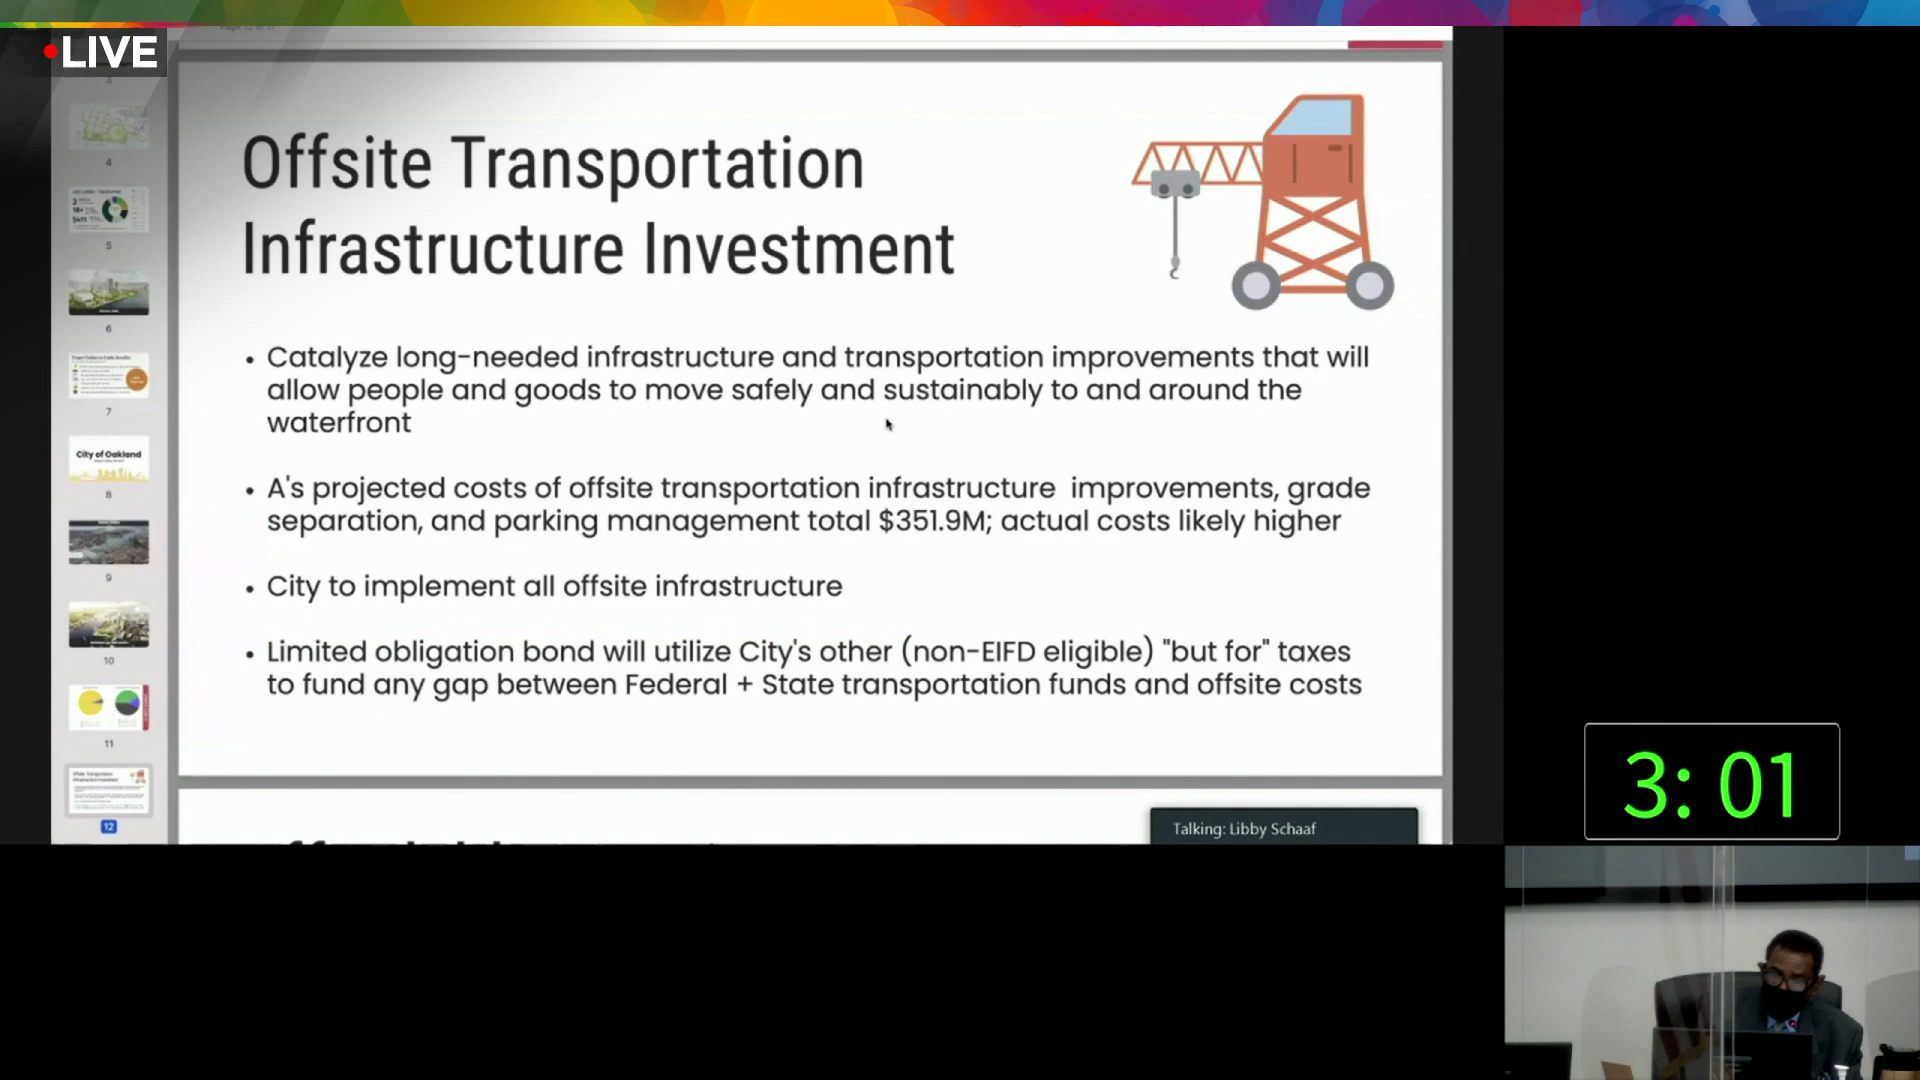 LIVE
Offsite Transportation
Infrastructure Investment
• Catalyze long-needed infrastructure and transportation improvements that will
allow people and goods to move safely and sustainably to and around the
waterfront
• A's projected costs of offsite transportation infrastructure improvements, grade
separation, and parking management total $351.9M; actual costs likely higher
• City to implement all offsite infrastructure
• Limited obligation bond will utilize City's other (non-EIFD eligible) "but for" taxes
to fund any gap between Federal + State transportation funds and offsite costs
4
5
6
7
City of Oakland
8
9
10
11
12
Talking: Libby Schaaf
3: 01